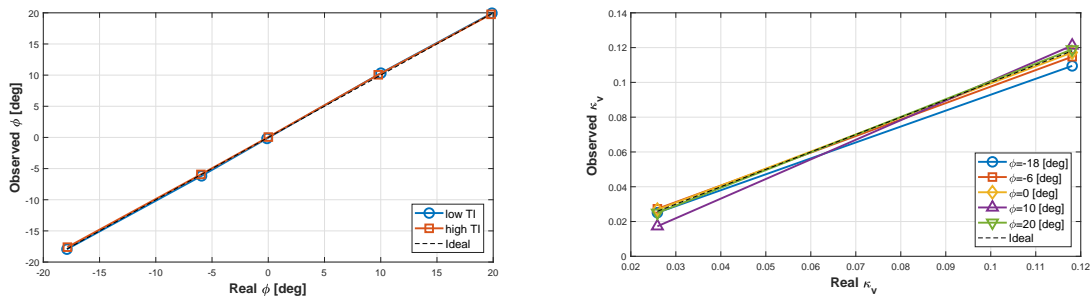 20
15
10
5
0
-5
-10
-15
20
-20 -15 -10 -5 0 5 10 15 20
Observed ϕ [deg]
Real ϕ [deg]
low TI
high TI
Ideal
0.14
0.12
0.1
0.08
0.06
0.04
0.02
0
0.02 0.03 0.04 0.05 0.06 0.07 0.08 0.09 0.1 0.11 0.12
Observed κv
Real κv
ϕ=-18 [deg]
ϕ=-6 [deg]
ϕ=0 [deg]
ϕ=10 [deg]
ϕ=20 [deg]
Ideal